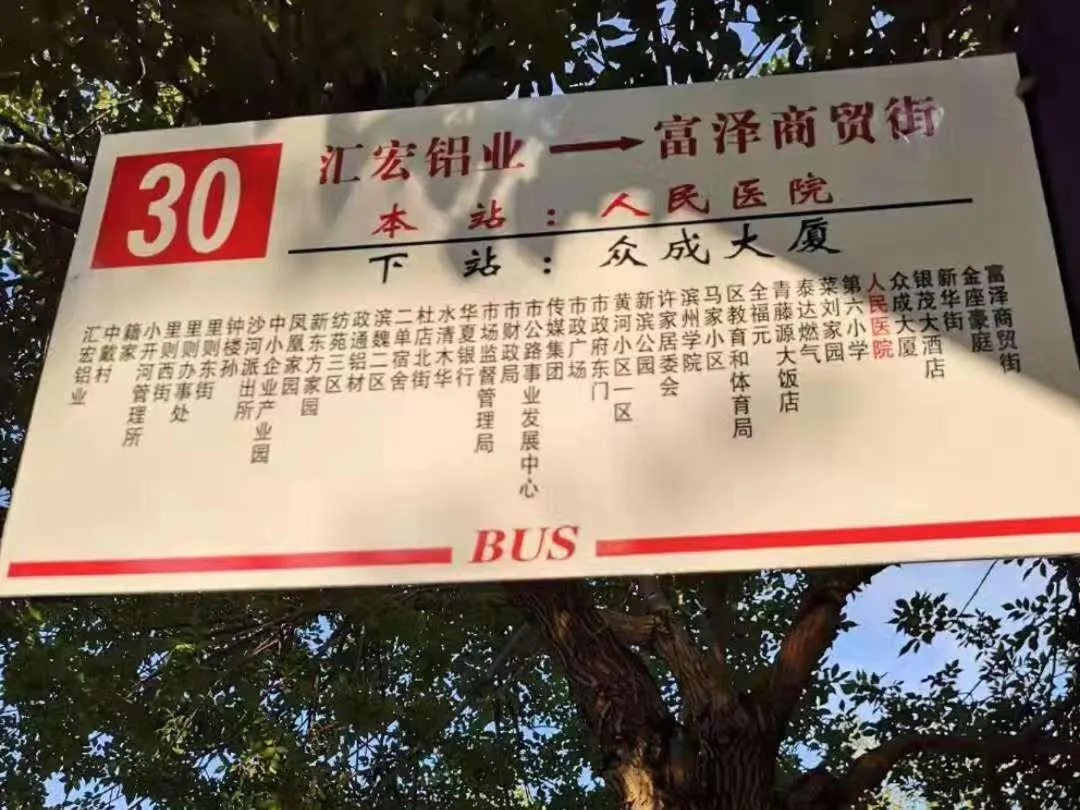 30
汇宏铝业 → 富泽商贸街
本站：人民医院
下站：众成大厦
汇宏铝业
中戴村
籍家
小开河管理所
里则西街
里则办事处
里则东街
钟楼孙
沙河派出所
中小企业产业园
凤凰家园
新东方家园
纺苑三区
政通铝材
滨魏二区
二单宿舍
杜店北街
水清木华
华夏银行
市场监督管理局
市财政局
市公路事业发展中心
传媒集团
市政广场
市政府东门
黄河小区一区
新滨公园
许家居委会
滨州学院
马家小区
区教育和体育局
全福元
青藤源大饭店
泰达燃气
菜刘家园
第六小学
人民医院
众成大厦
银茂大酒店
新华街
金座豪庭
富泽商贸街
BUS